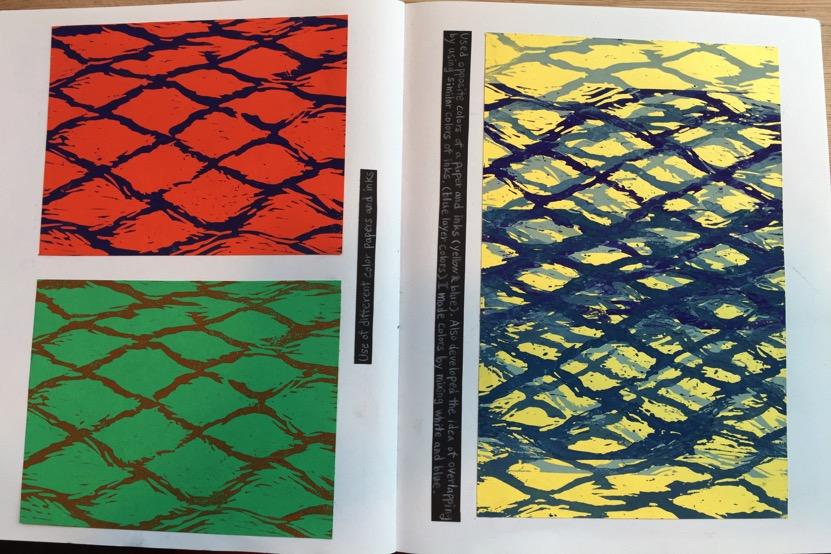 Use of different color papers and inks
Used opposite colors of a paper and inks (yellow & blue). Also developed the idea of overlapping
by using similar colors of inks. (blue layer colors) I made colors by mixing white and blue.